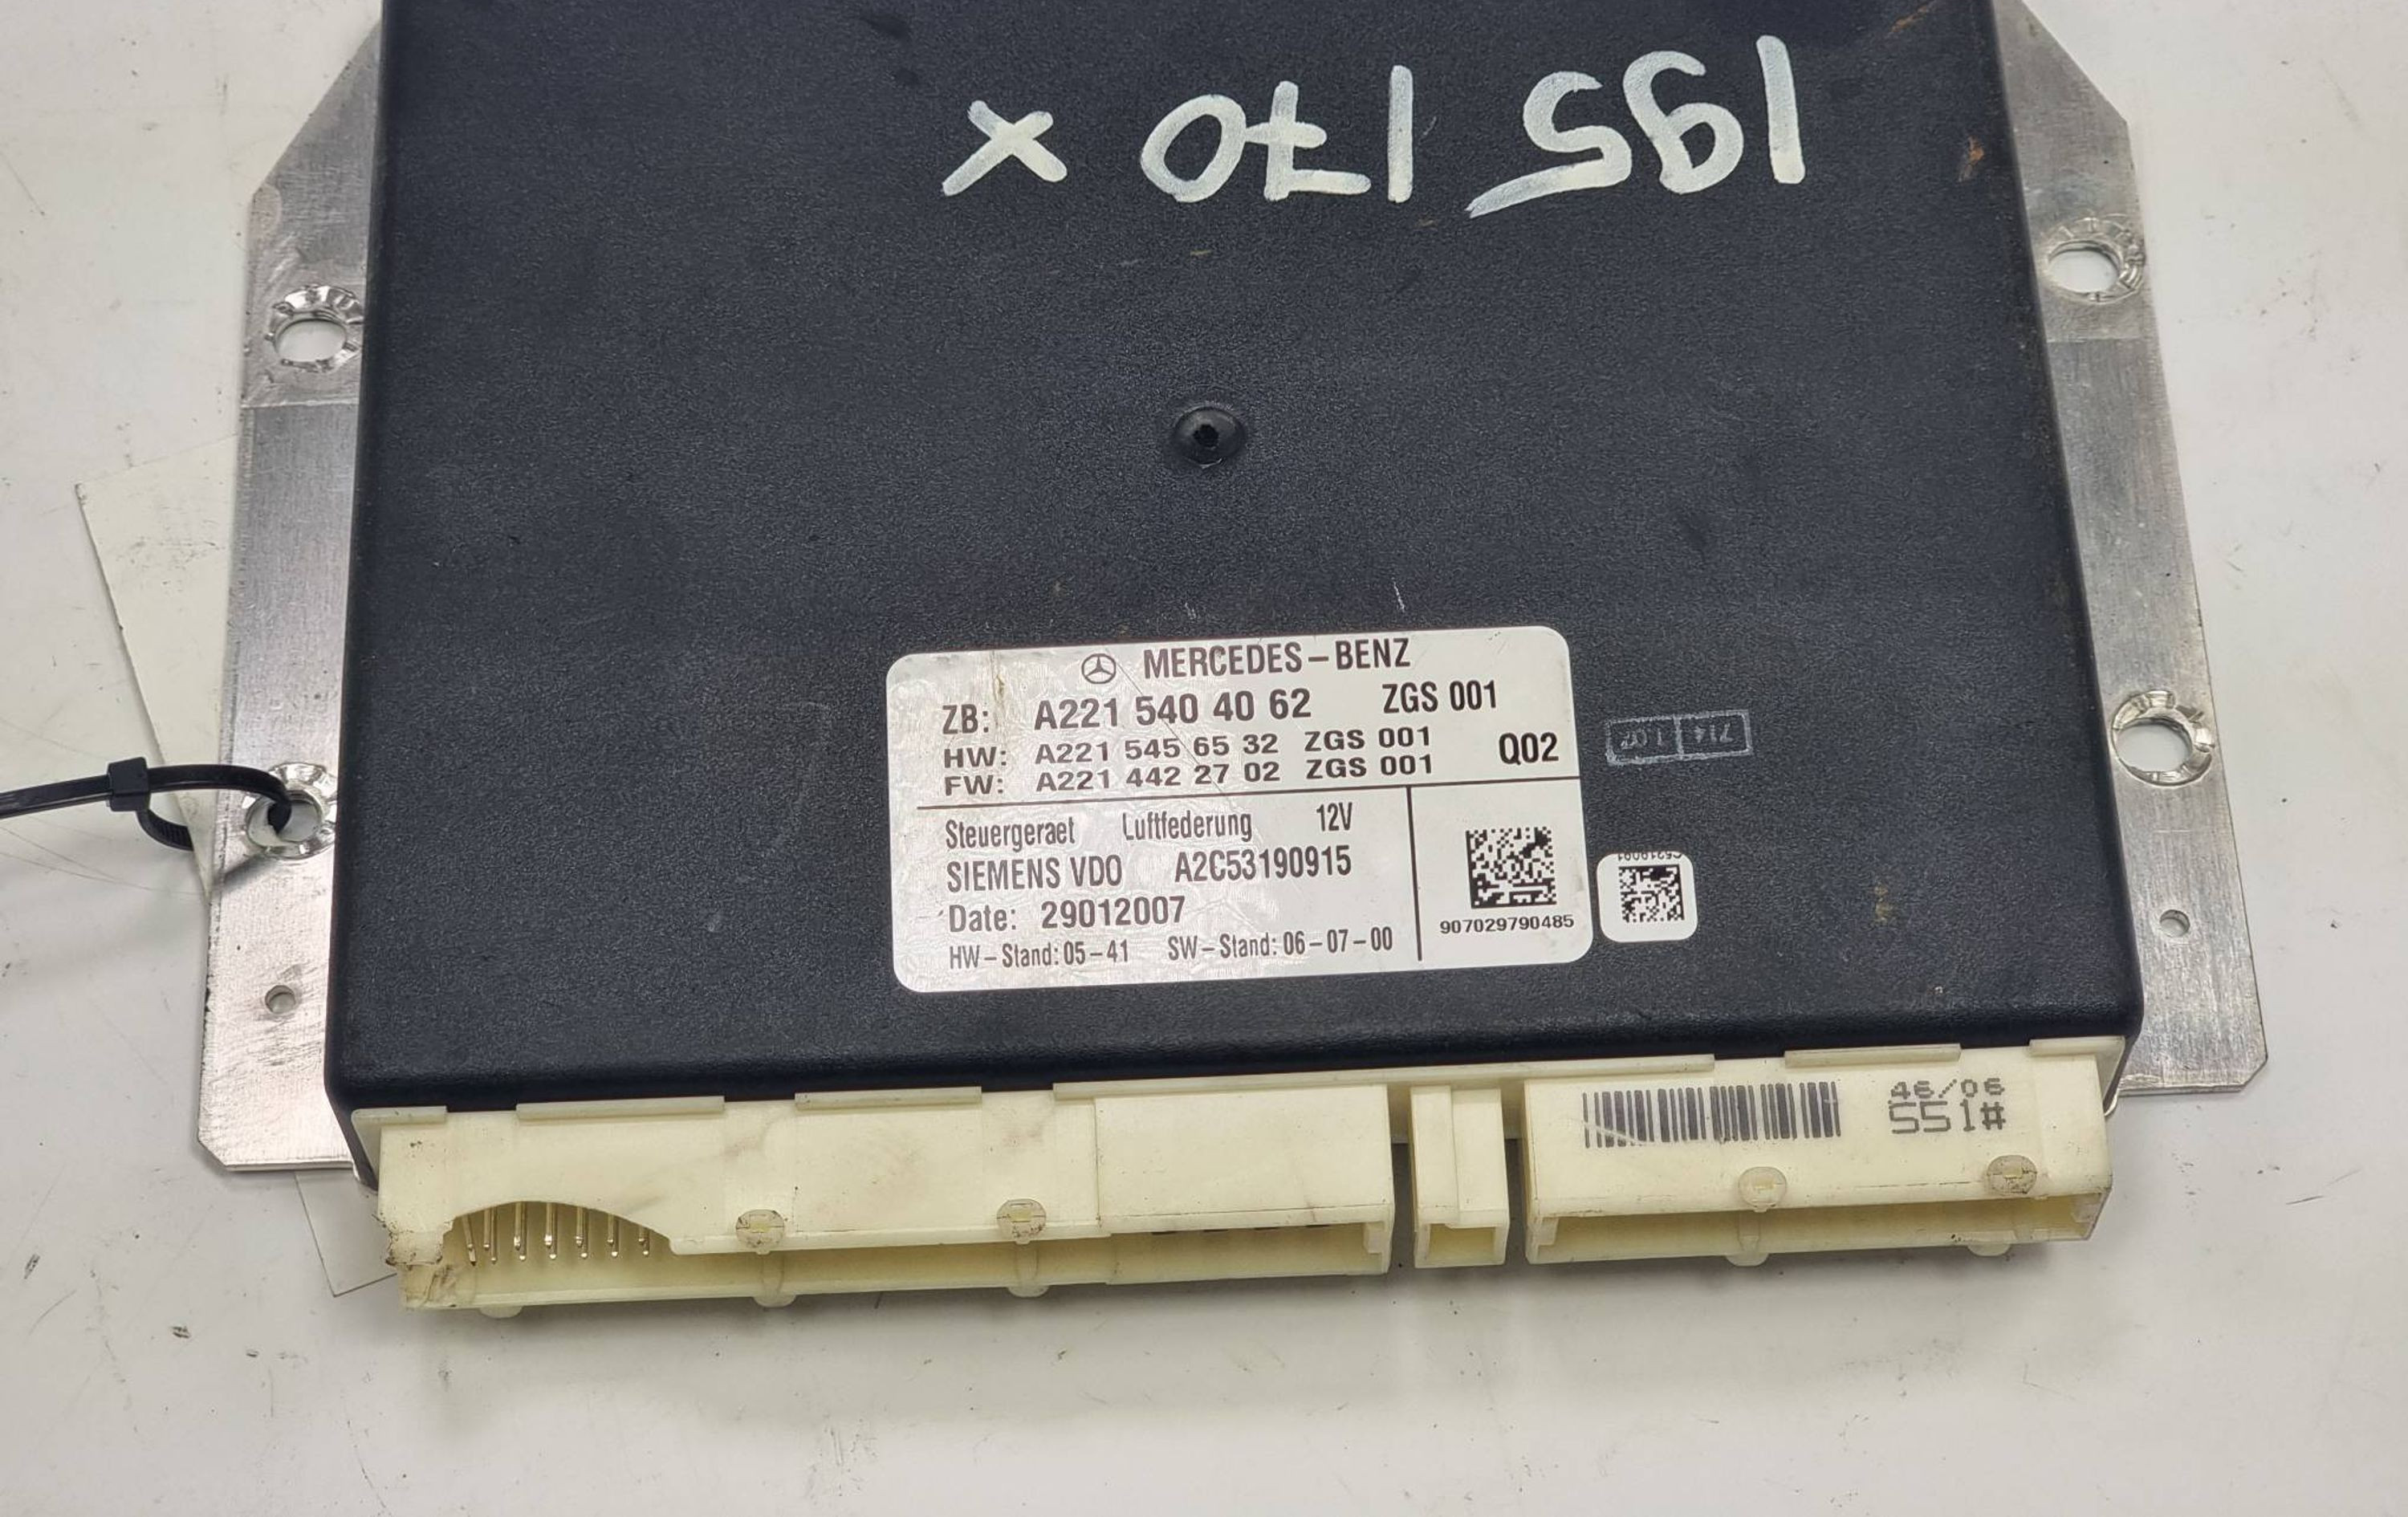 195 170 x
MERCEDES-BENZ
ZB: A221 540 40 62 ZGS 001
HW: A221 545 65 32 ZGS 001
FW: A221 442 27 02 ZGS 001 Q02
Steuergeraet Luftfederung 12V
SIEMENS VDO A2C53190915
Date: 29012007
HW-Stand: 05-41 SW-Stand: 06-07-00
907029790485
46/06
551#